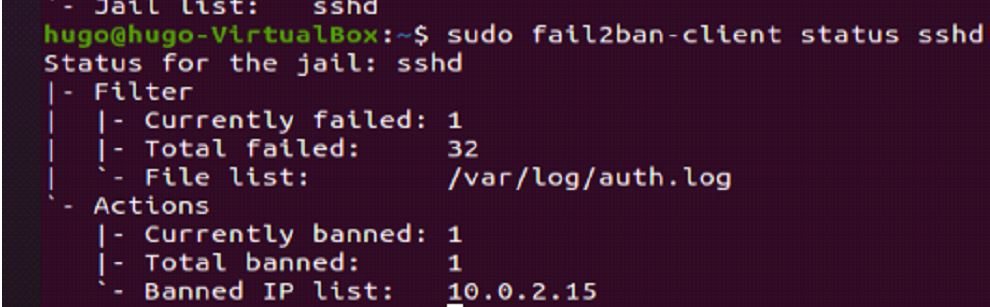 `- Jail list:   sshd
hugo@hugo-VirtualBox:~$ sudo fail2ban-client status sshd
Status for the jail: sshd
|- Filter
|  |- Currently failed: 1
|  |- Total failed:     32
|  `- File list:        /var/log/auth.log
`- Actions
   |- Currently banned: 1
   |- Total banned:     1
   `- Banned IP list:   10.0.2.15